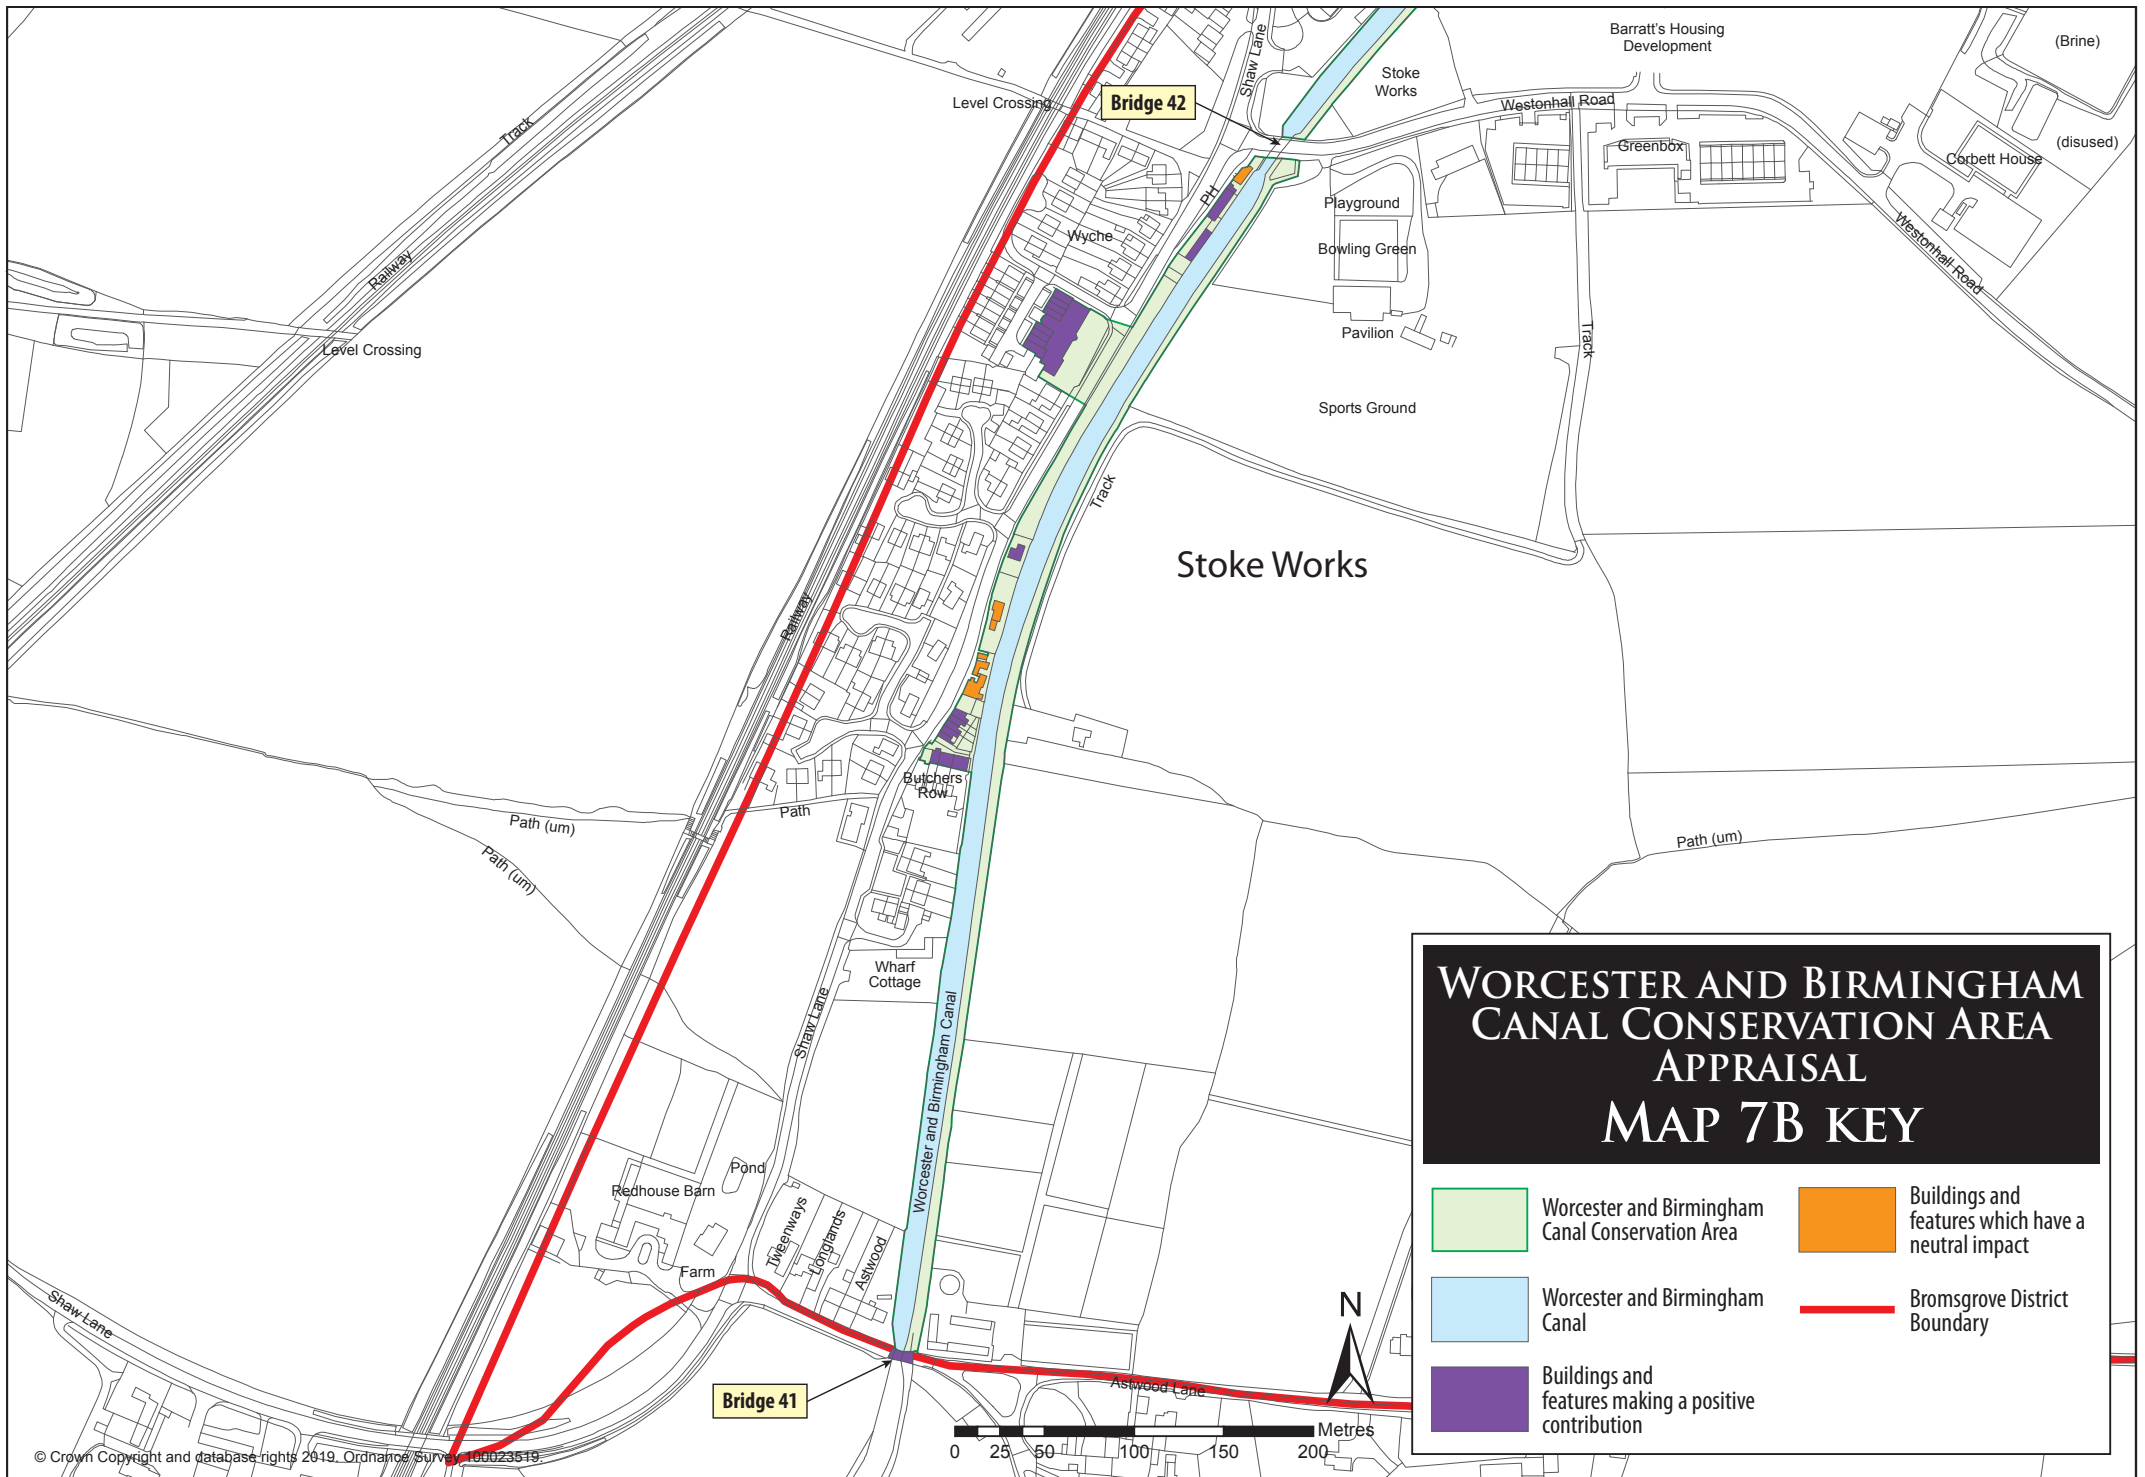 Barratt's Housing
Development
(Brine)
Shaw Lane
Stoke
Works
Level Crossing
Bridge 42
Westonhall Road
Track
Greenbox
(disused)
Corbett House
PH
Playground
Wyche
Bowling Green
Westonhall Road
Railway
Pavilion
Track
Level Crossing
Sports Ground
Track
Stoke Works
Railway
Butchers
Row
Path
Path (um)
Path (um)
Path (um)
Wharf
Cottage
Shaw Lane
Worcester and Birmingham Canal
Pond
Redhouse Barn
Tweenways
Longlands
Astwood
Farm
Shaw Lane
Bridge 41
Astwood Lane
N
Metres
0 25 50 100 150 200
© Crown Copyright and database rights 2019. Ordnance Survey 100023519.
Worcester and Birmingham
Canal Conservation Area
Appraisal
Map 7B key
Worcester and Birmingham
Canal Conservation Area
Worcester and Birmingham
Canal
Buildings and
features making a positive
contribution
Buildings and
features which have a
neutral impact
Bromsgrove District
Boundary